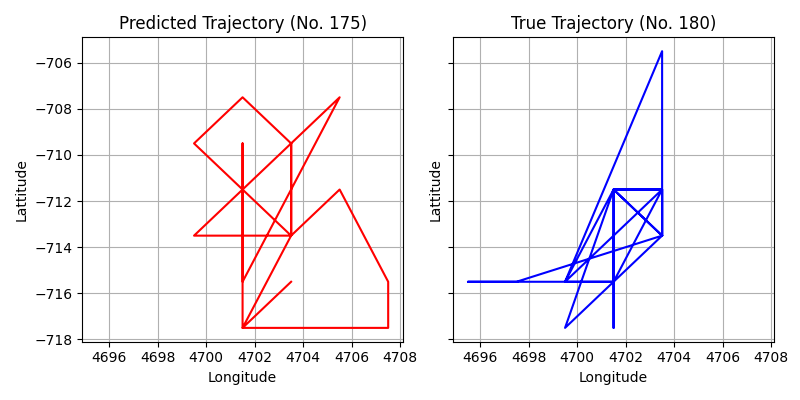 Predicted Trajectory (No. 175)
True Trajectory (No. 180)
−706
−708
−710
−712
−714
−716
−718
Lattitude
Lattitude
4696 4698 4700 4702 4704 4706 4708
4696 4698 4700 4702 4704 4706 4708
Longitude
Longitude